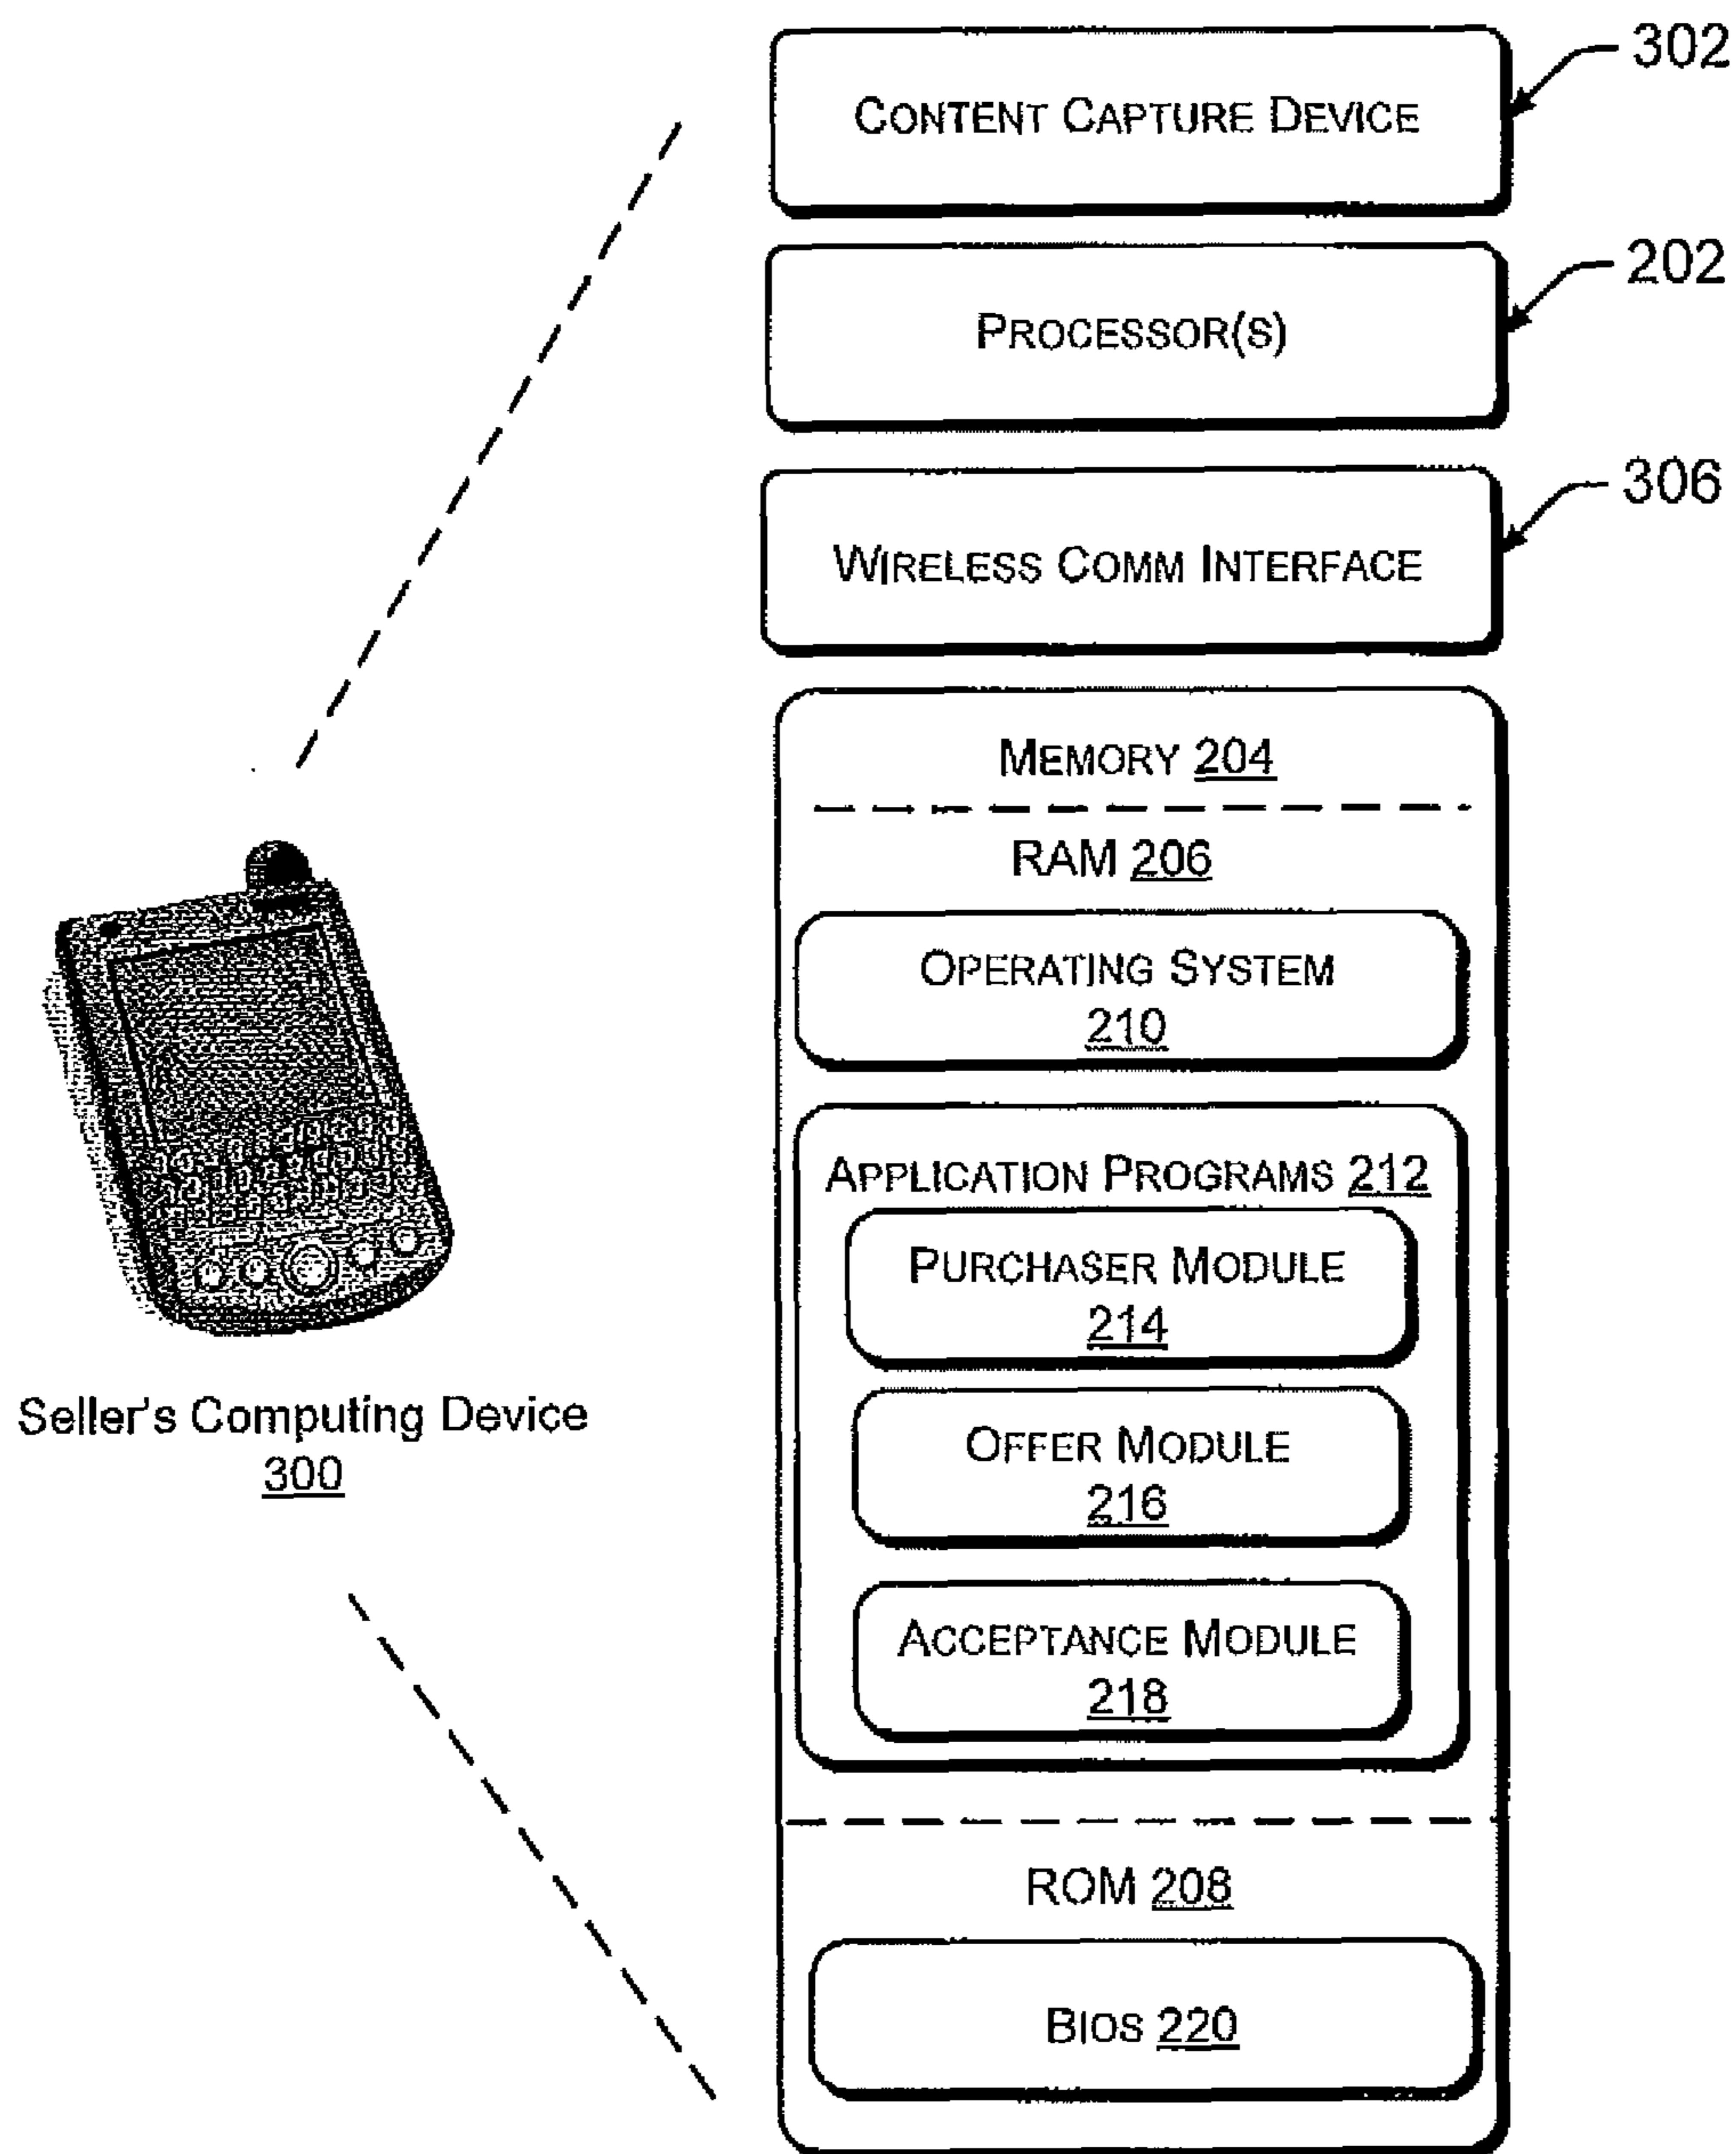 CONTENT CAPTURE DEVICE
302
PROCESSOR(S)
202
WIRELESS COMM INTERFACE
306
MEMORY 204
RAM 206
OPERATING SYSTEM
210
APPLICATION PROGRAMS 212
PURCHASER MODULE
214
OFFER MODULE
216
ACCEPTANCE MODULE
218
ROM 208
BIOS 220
Seller's Computing Device
300